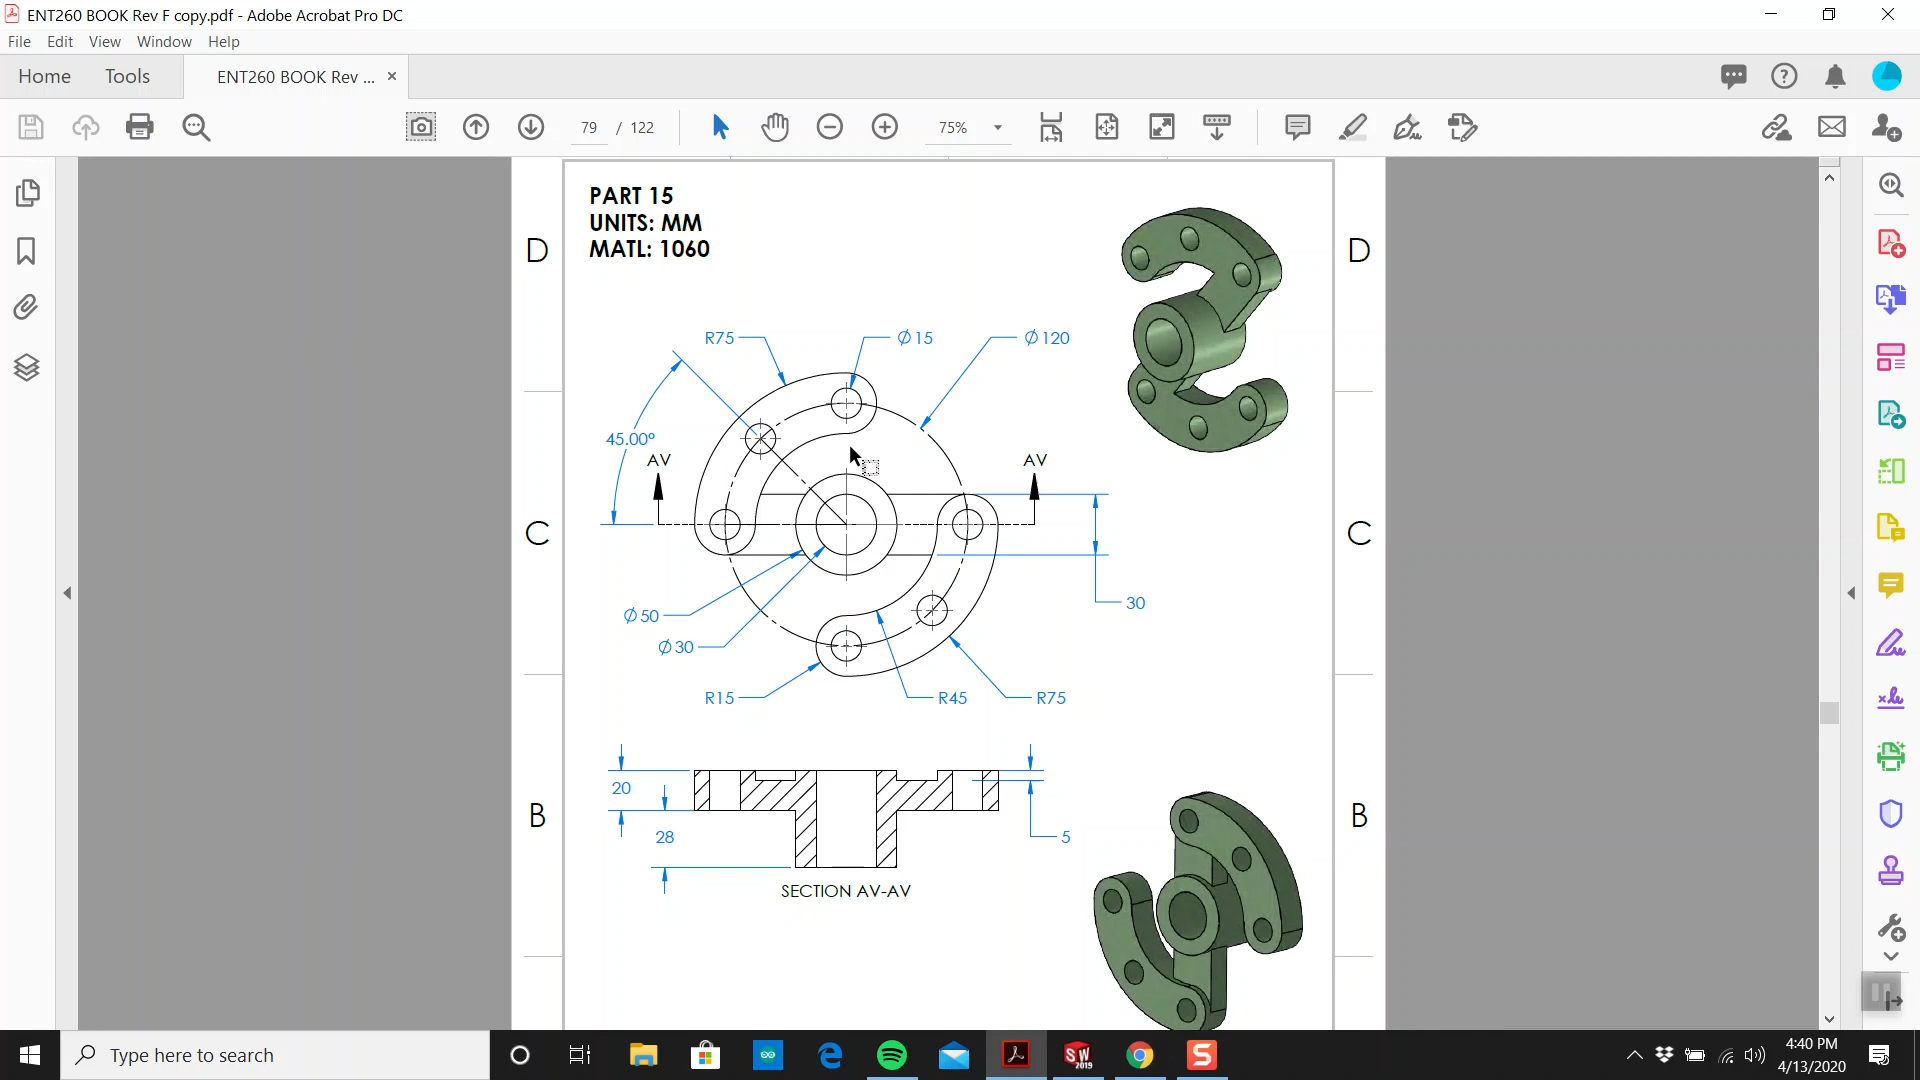 ENT260 BOOK Rev F copy.pdf - Adobe Acrobat Pro DC
File Edit View Window Help
Home Tools ENT260 BOOK Rev ... ×
79 / 122 75%
PART 15
UNITS: MM
MATL: 1060
D D
R75 Ø15 Ø120
45.00°
AV AV
C C
Ø50 30
Ø30
R15 R45 R75
20
B B
28 5
SECTION AV-AV
Type here to search
SW
2019
S
4:40 PM
4/13/2020